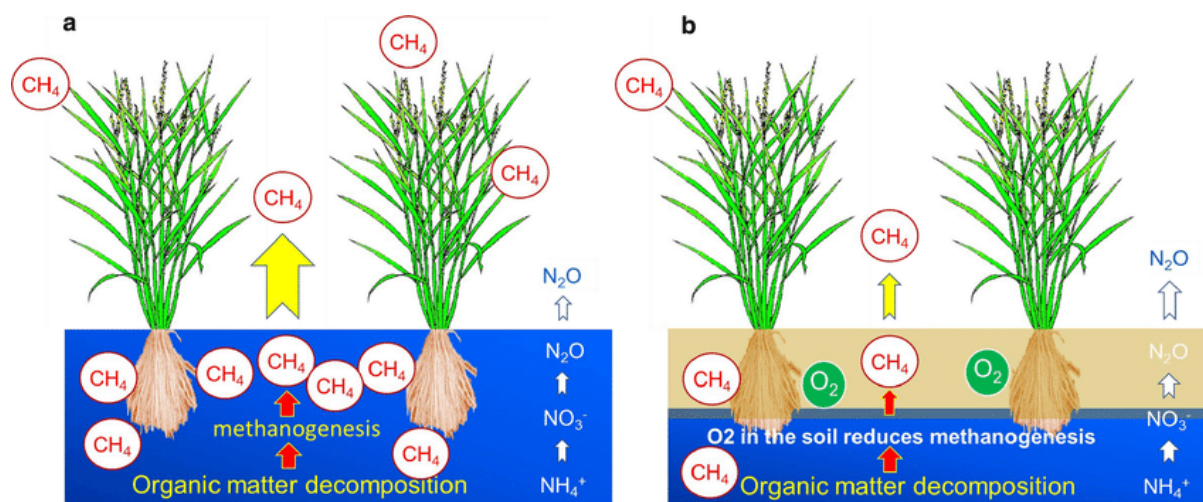 a
CH₄
CH₄
CH₄
CH₄
N₂O
CH₄
CH₄
CH₄
CH₄
CH₄
N₂O
CH₄
CH₄
methanogenesis
NO₃⁻
Organic matter decomposition
NH₄⁺
b
CH₄
CH₄
N₂O
CH₄
O₂
CH₄
O₂
N₂O
O2 in the soil reduces methanogenesis
NO₃⁻
CH₄
Organic matter decomposition
NH₄⁺